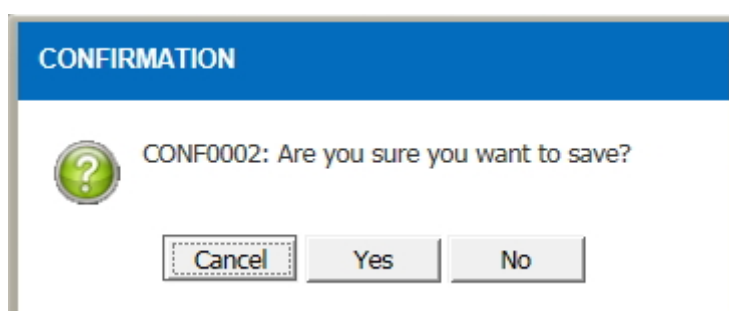 CONFIRMATION
CONF0002: Are you sure you want to save?
Cancel Yes No